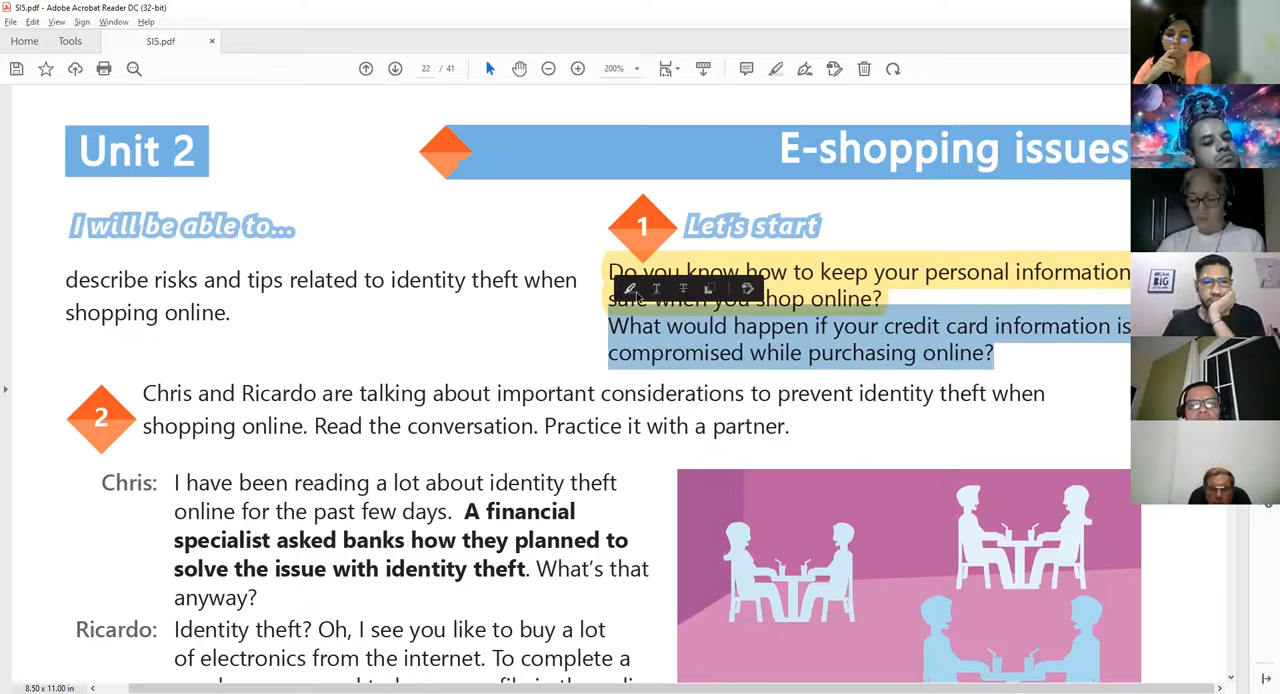 SI5.pdf - Adobe Acrobat Reader DC (32-bit)
File Edit View Sign Window Help
Home Tools SI5.pdf ×
22 / 41 200%
Unit 2
E-shopping issues
I will be able to...
describe risks and tips related to identity theft when
shopping online.
1 Let's start
Do you know how to keep your personal information
safe when you shop online?
What would happen if your credit card information is
compromised while purchasing online?
2 Chris and Ricardo are talking about important considerations to prevent identity theft when
shopping online. Read the conversation. Practice it with a partner.
Chris: I have been reading a lot about identity theft
online for the past few days. A financial
specialist asked banks how they planned to
solve the issue with identity theft. What's that
anyway?
Ricardo: Identity theft? Oh, I see you like to buy a lot
of electronics from the internet. To complete a
DREAM
BIG
8.50 x 11.00 in